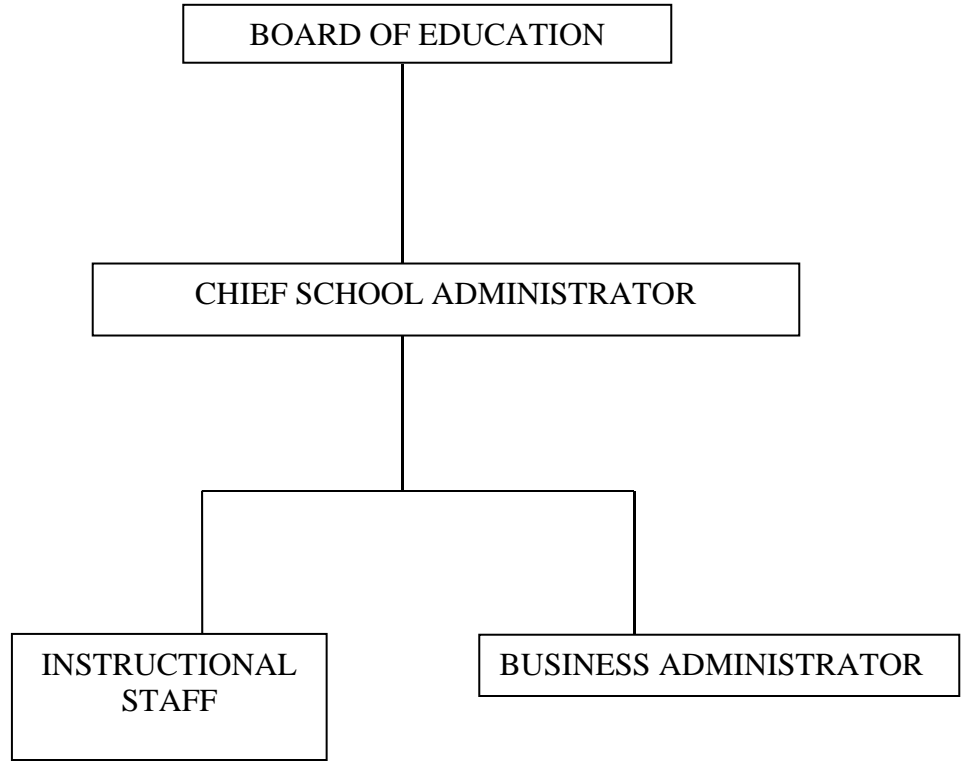 BOARD OF EDUCATION
CHIEF SCHOOL ADMINISTRATOR
INSTRUCTIONAL
STAFF
BUSINESS ADMINISTRATOR